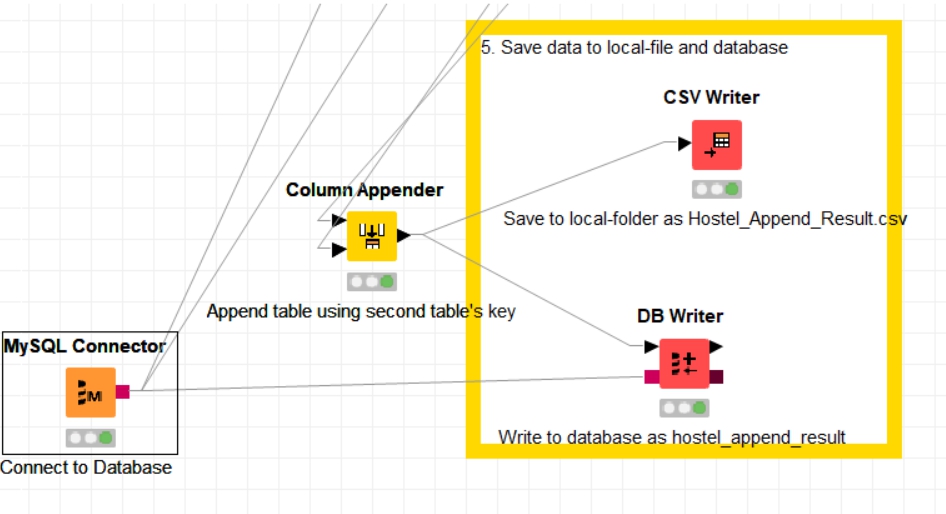 5. Save data to local-file and database
CSV Writer
Save to local-folder as Hostel_Append_Result.csv
Column Appender
Append table using second table's key
DB Writer
Write to database as hostel_append_result
MySQL Connector
M
Connect to Database